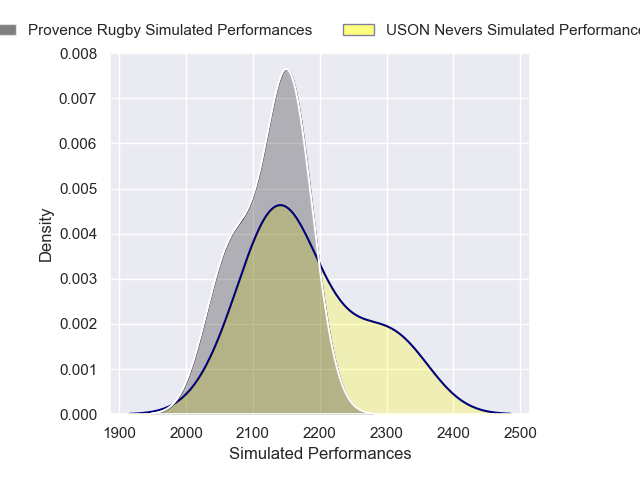 Provence Rugby Simulated Performances
USON Nevers Simulated
0.008
0.007
0.006
0.005
0.004
0.003
0.002
0.001
0.000
Density
1900 2000 2100 2200 2300 2400 2500
Simulated Performances